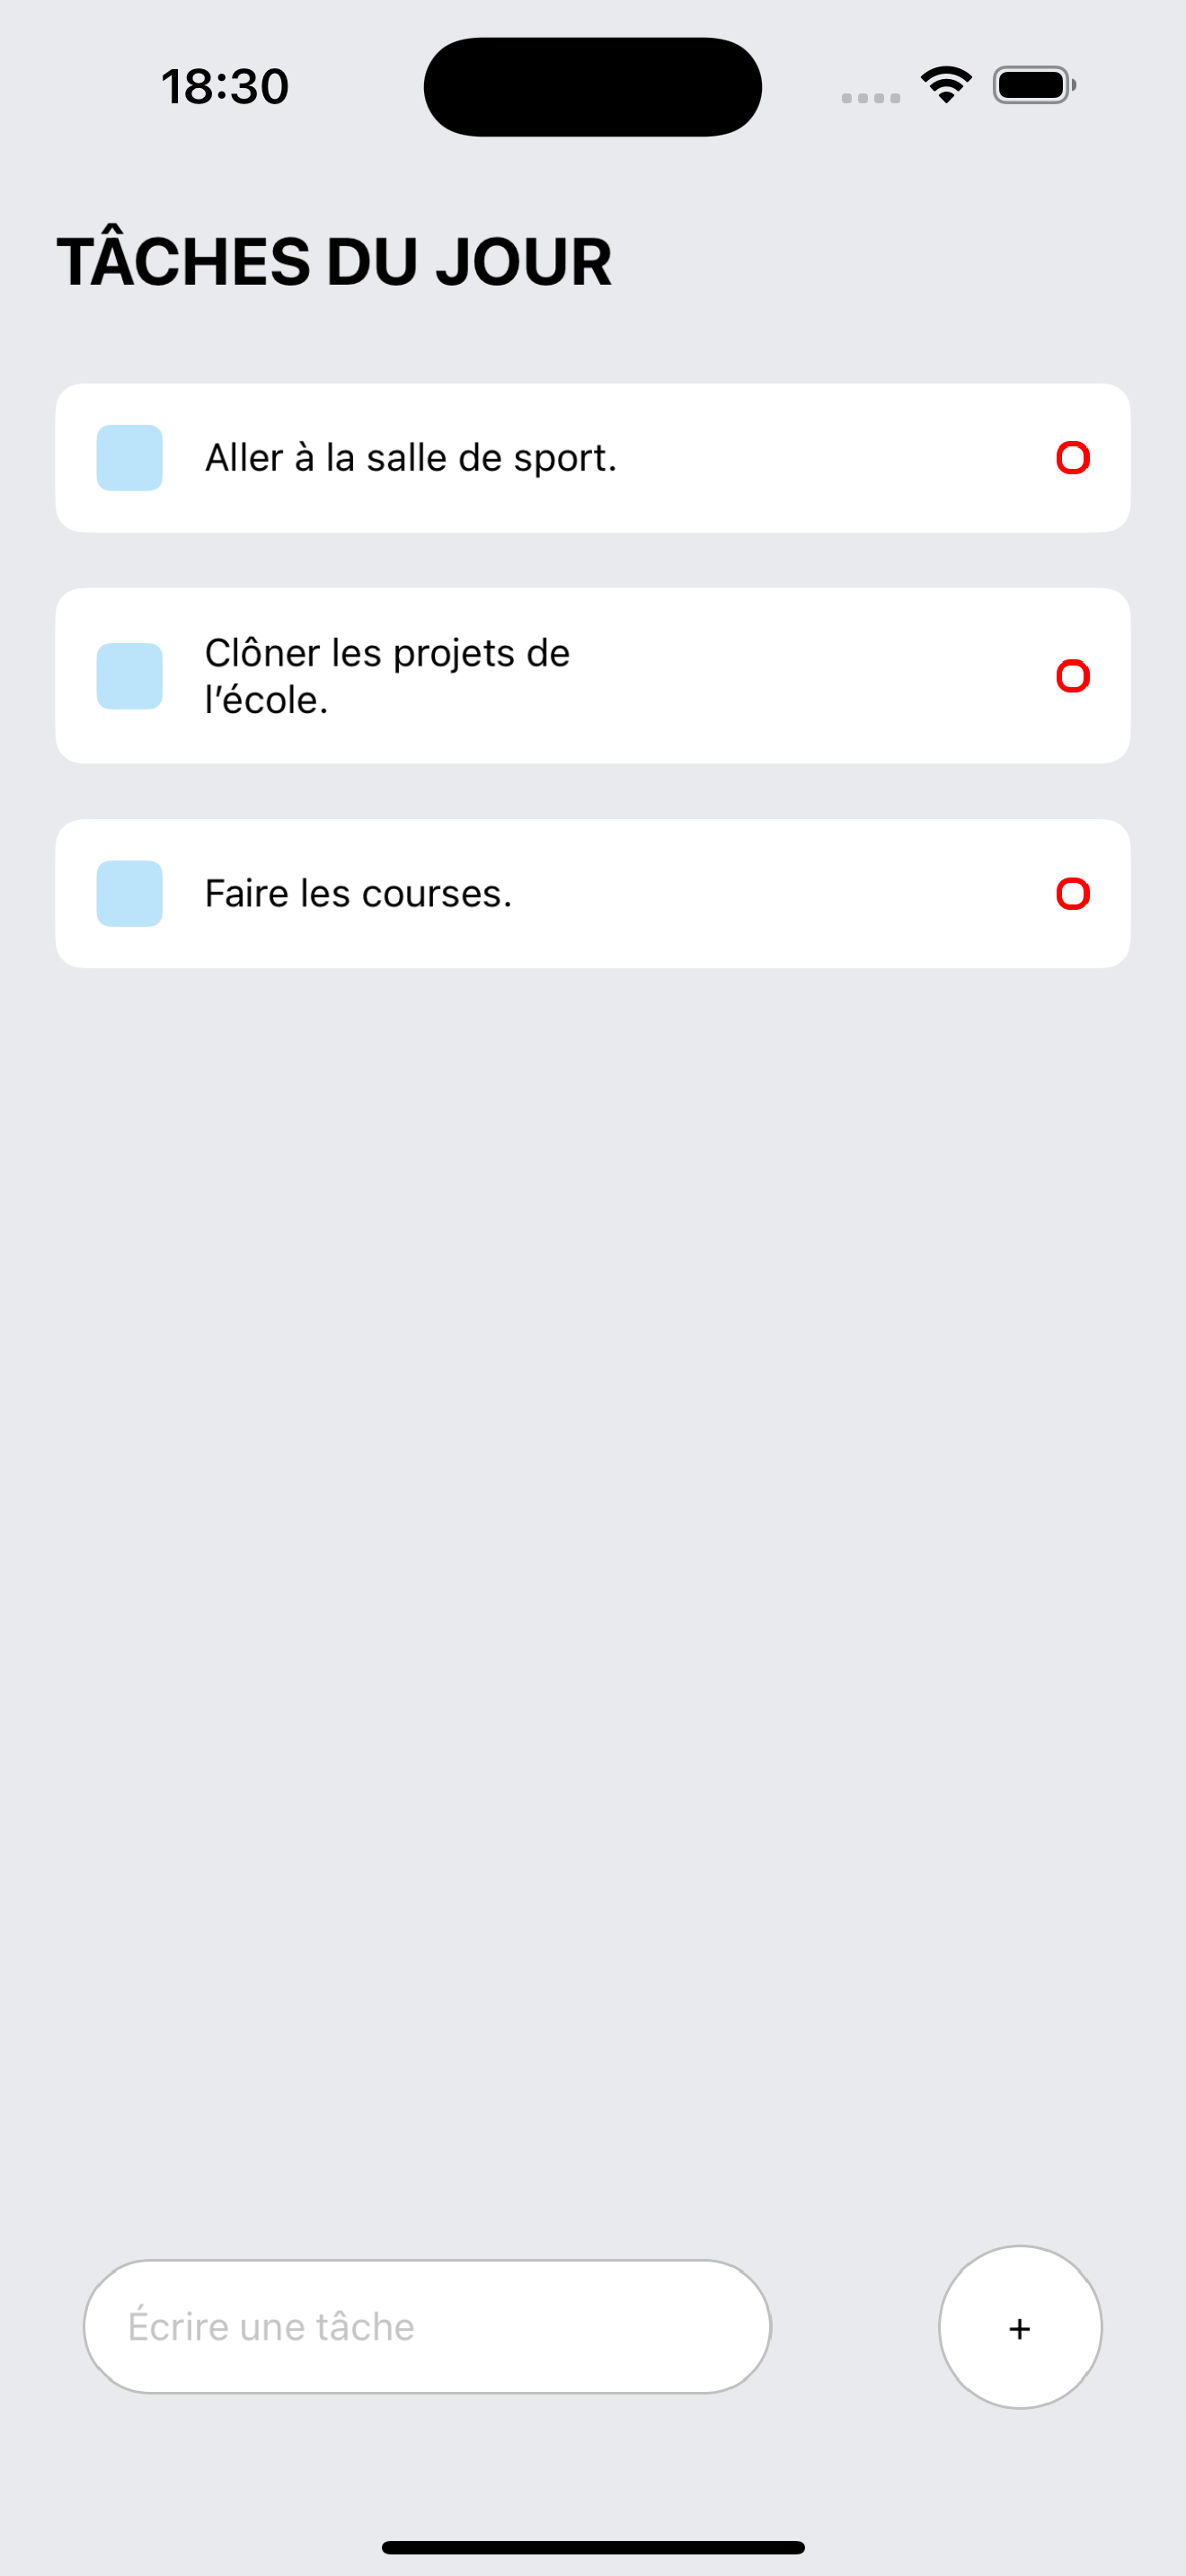 18:30
TÂCHES DU JOUR
Aller à la salle de sport.
Clôner les projets de
l’école.
Faire les courses.
Écrire une tâche
+